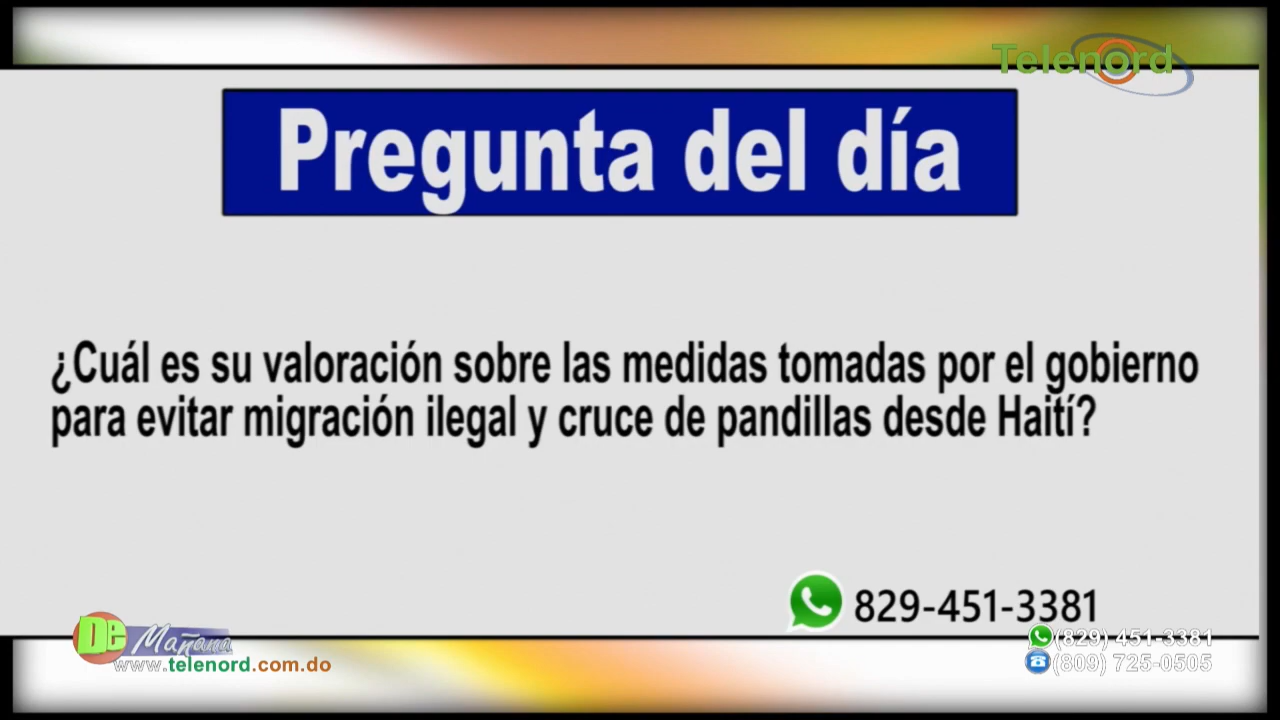 Telenord
Pregunta del día
¿Cuál es su valoración sobre las medidas tomadas por el gobierno
para evitar migración ilegal y cruce de pandillas desde Haití?
829-451-3381
De Mañana
www.telenord.com.do
(829) 451-3381
(809) 725-0505